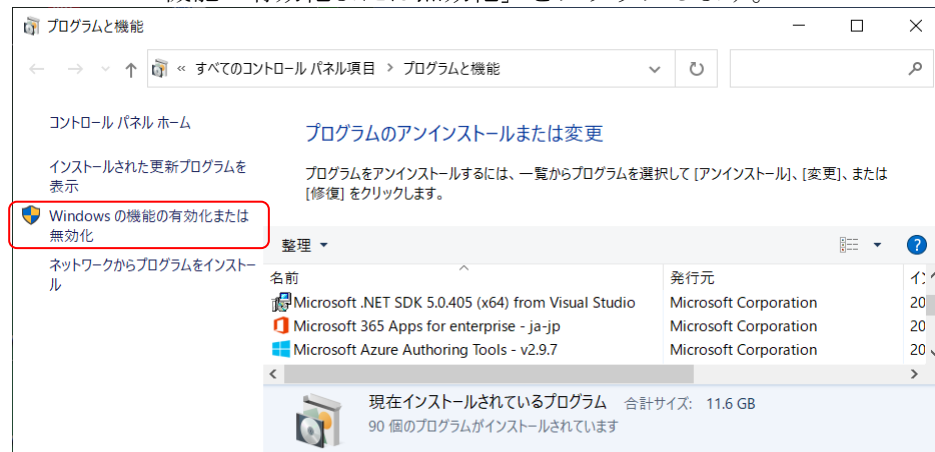 プログラムと機能
« すべてのコントロール パネル項目 > プログラムと機能
コントロール パネル ホーム
インストールされた更新プログラムを
表示
Windows の機能の有効化または
無効化
ネットワークからプログラムをインストー
ル
プログラムのアンインストールまたは変更
プログラムをアンインストールするには、一覧からプログラムを選択して [アンインストール]、[変更]、または
[修復] をクリックします。
整理
名前 発行元
Microsoft .NET SDK 5.0.405 (x64) from Visual Studio Microsoft Corporation 20
Microsoft 365 Apps for enterprise - ja-jp Microsoft Corporation 20
Microsoft Azure Authoring Tools - v2.9.7 Microsoft Corporation 20
現在インストールされているプログラム 合計サイズ: 11.6 GB
90 個のプログラムがインストールされています